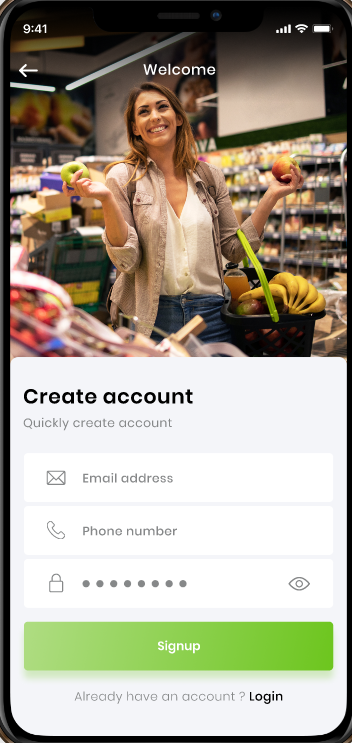 9:41
Welcome
Create account
Quickly create account
Email address
Phone number
Signup
Already have an account ? Login